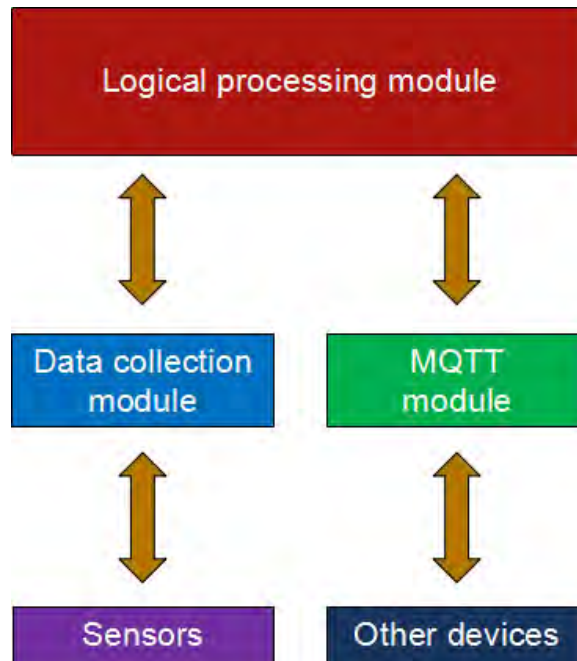 Logical processing module
Data collection
module
MQTT
module
Sensors
Other devices